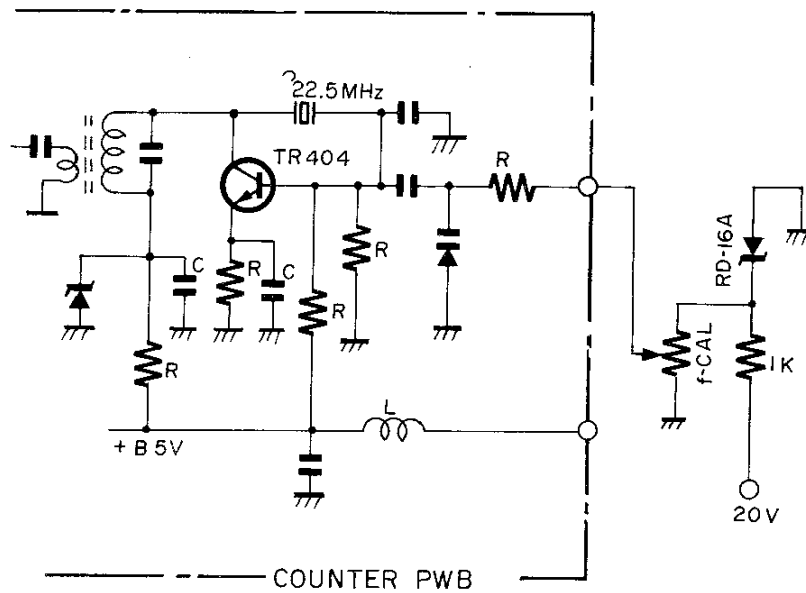 22.5MHz
TR404
R
C
R
C
R
R
R
RD-16A
f-CAL
1K
L
+B 5V
20V
COUNTER PWB